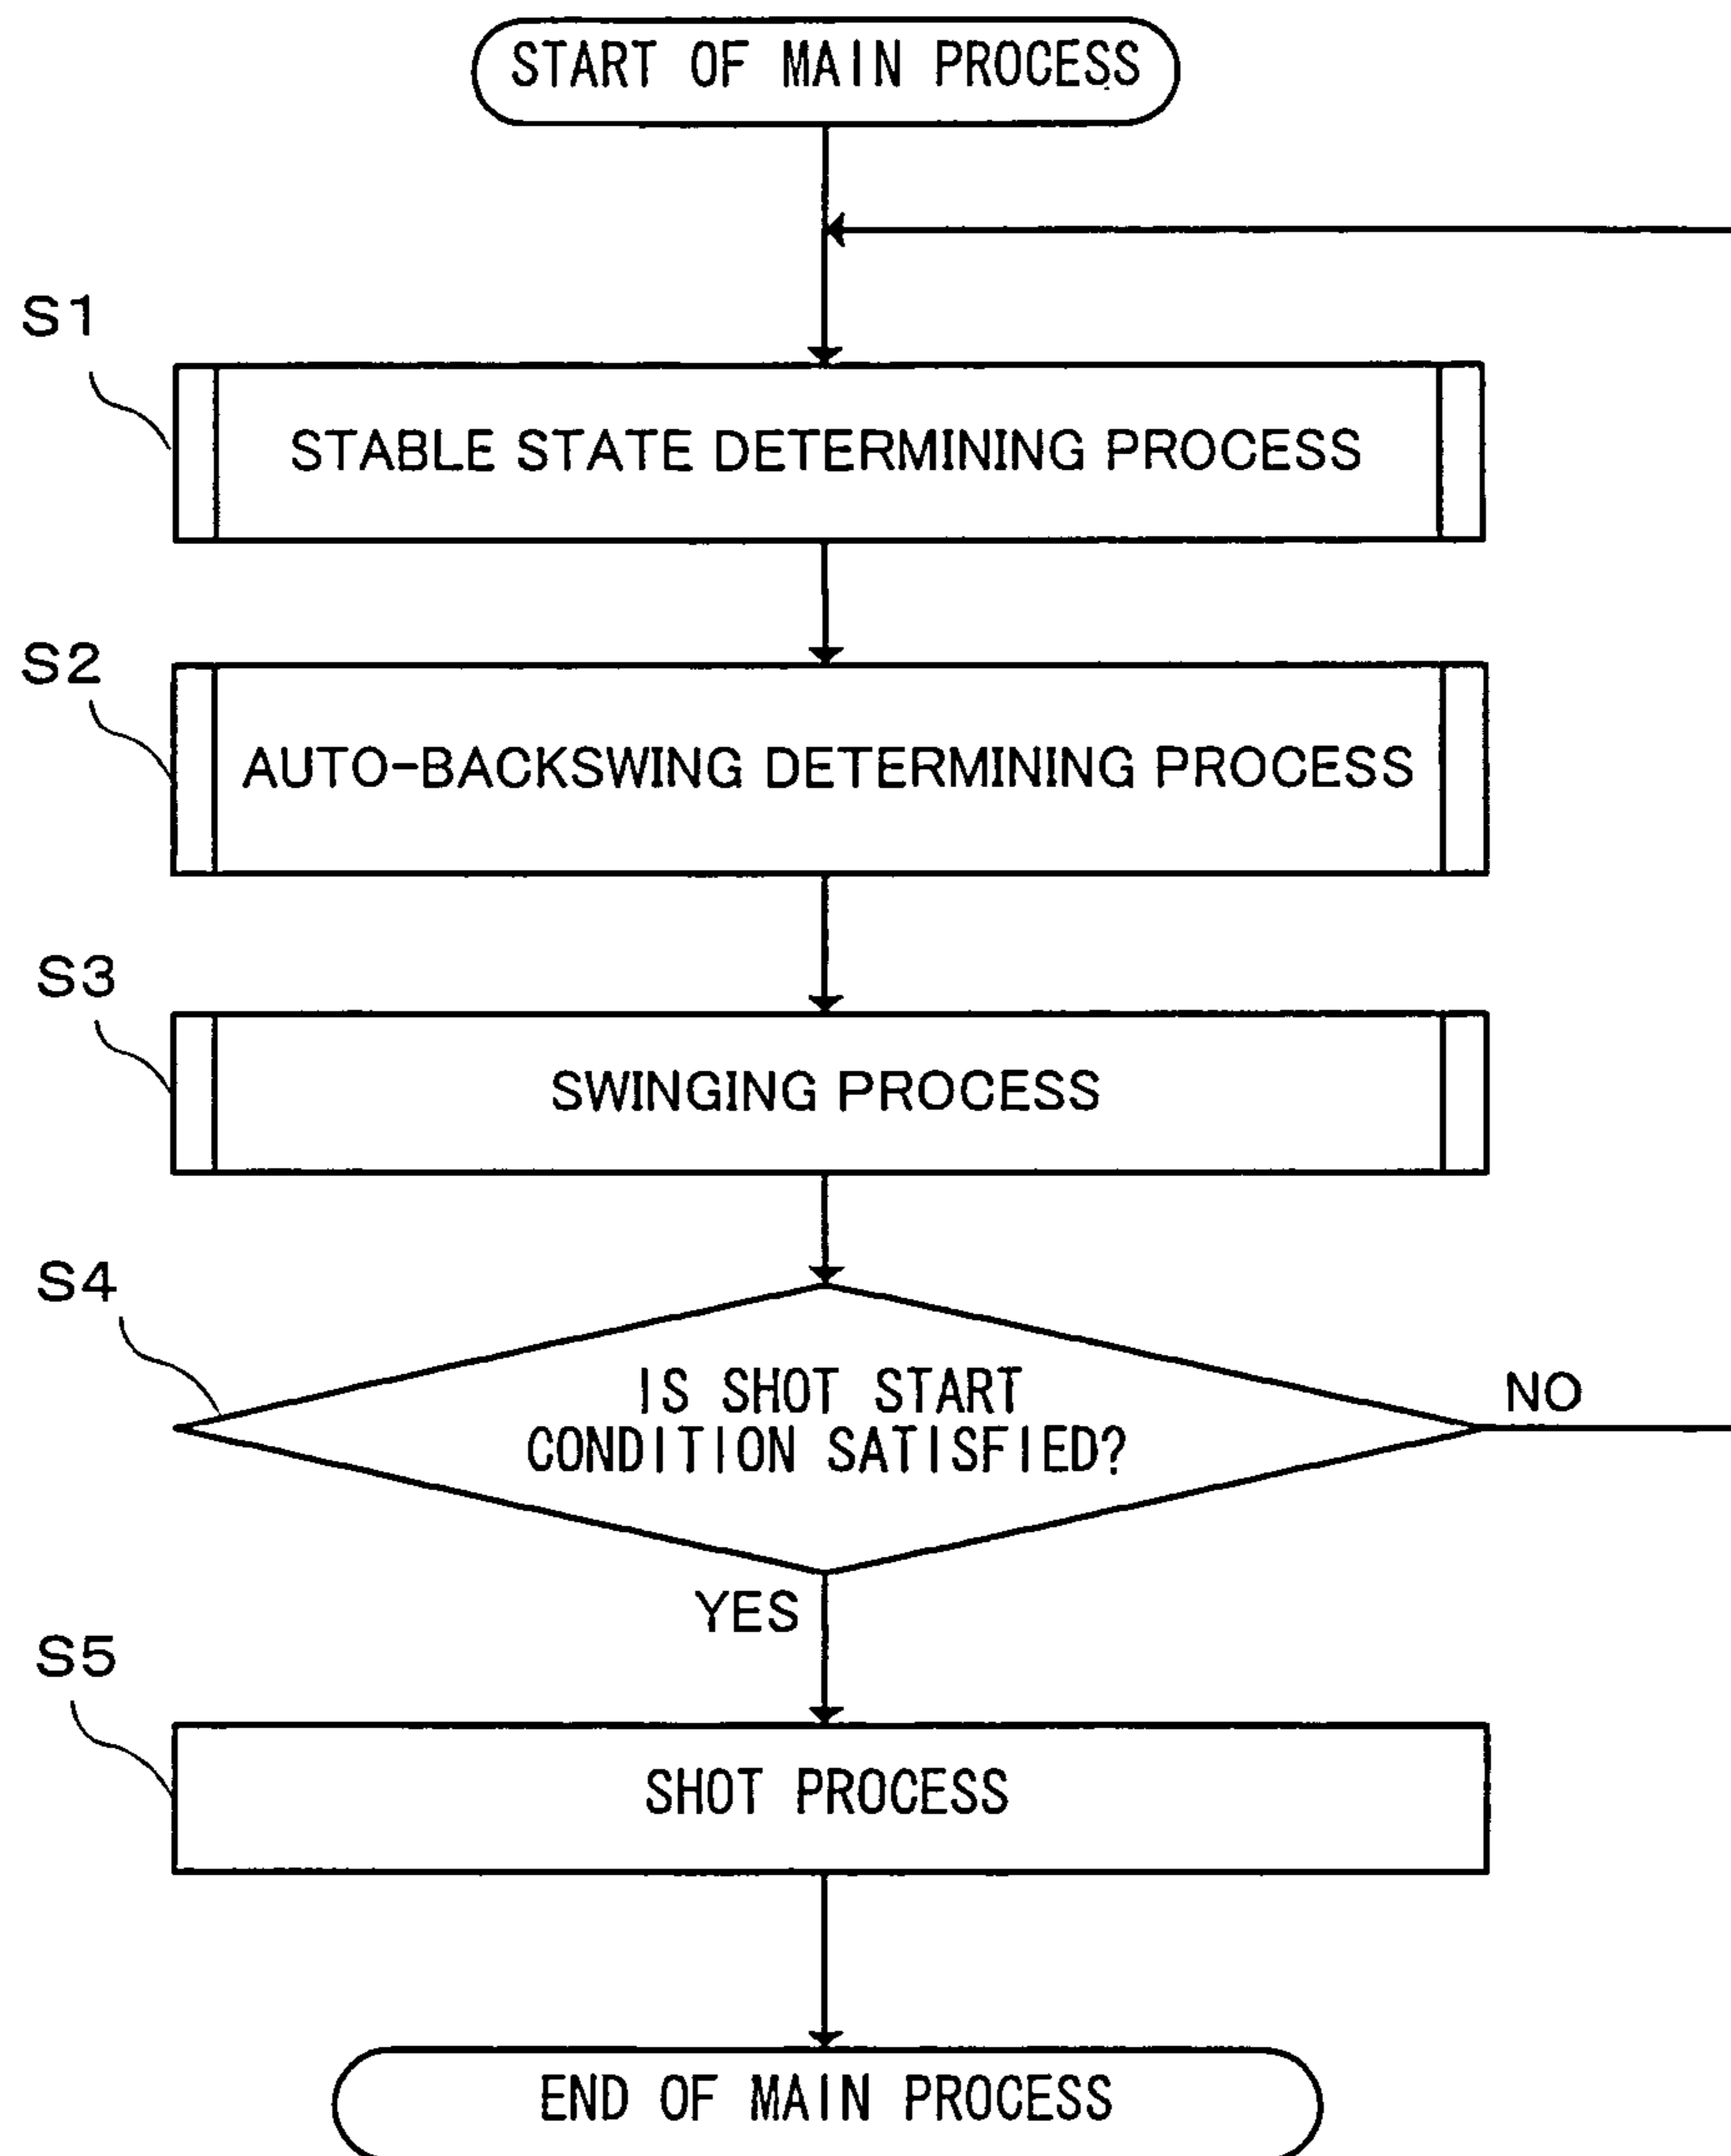 START OF MAIN PROCESS
S1
STABLE STATE DETERMINING PROCESS
S2
AUTO-BACKSWING DETERMINING PROCESS
S3
SWINGING PROCESS
S4
IS SHOT START
CONDITION SATISFIED?
NO
YES
S5
SHOT PROCESS
END OF MAIN PROCESS